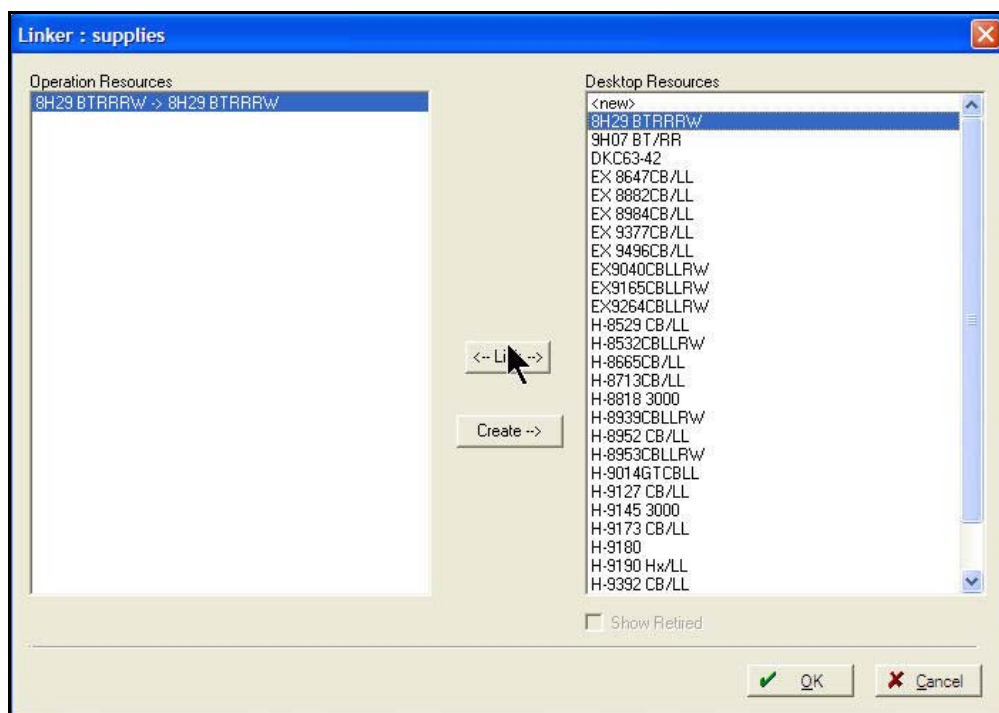 Linker : supplies
Operation Resources
8H29 BTRRRW -> 8H29 BTRRRW
<-- Li -->
Create -->
Desktop Resources
<new>
8H29 BTRRRW
9H07 BT/RR
DKC63-42
EX 8647CB/LL
EX 8882CB/LL
EX 8984CB/LL
EX 9377CB/LL
EX 9496CB/LL
EX9040CBLLRW
EX9165CBLLRW
EX9264CBLLRW
H-8529 CB/LL
H-8532CBLLRW
H-8665CB/LL
H-8713CB/LL
H-8818 3000
H-8939CBLLRW
H-8952 CB/LL
H-8953CBLLRW
H-9014GTCBLL
H-9127 CB/LL
H-9145 3000
H-9173 CB/LL
H-9180
H-9190 Hx/LL
H-9392 CB/LL
Show Retired
OK
Cancel